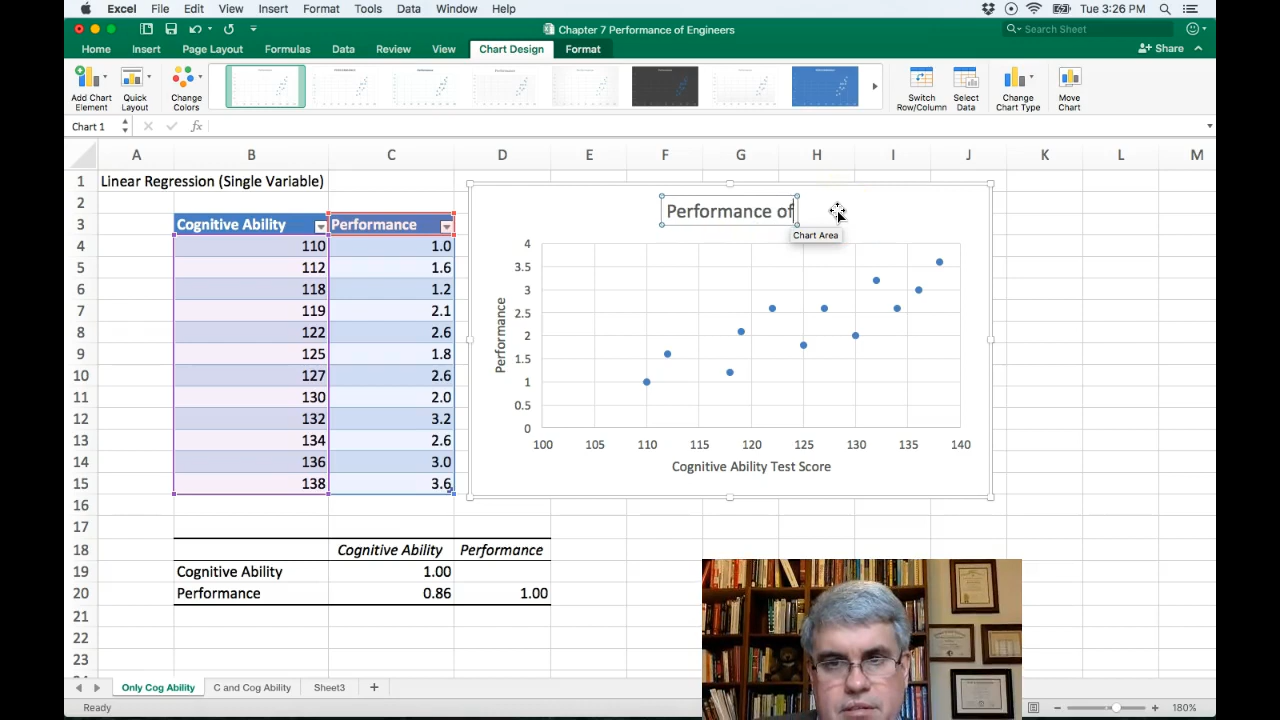 Excel File Edit View Insert Format Tools Data Window Help Tue 3:26 PM
Chapter 7 Performance of Engineers
Search Sheet
Home Insert Page Layout Formulas Data Review View Chart Design Format Share
Add Chart Element
Quick Layout
Change Colors
Switch Row/Column
Select Data
Change Chart Type
Move Chart
Chart 1 fx
A B C D E F G H I J K L M
1 Linear Regression (Single Variable)
2
3 Cognitive Ability Performance
4 110 1.0
5 112 1.6
6 118 1.2
7 119 2.1
8 122 2.6
9 125 1.8
10 127 2.6
11 130 2.0
12 132 3.2
13 134 2.6
14 136 3.0
15 138 3.6
16
17
18 Cognitive Ability Performance
19 Cognitive Ability 1.00
20 Performance 0.86 1.00
21
22
23
Performance of
Chart Area
4
3.5
3
2.5
2
1.5
1
0.5
0
Performance
100 105 110 115 120 125 130 135 140
Cognitive Ability Test Score
Only Cog Ability C and Cog Ability Sheet3 +
Ready 180%